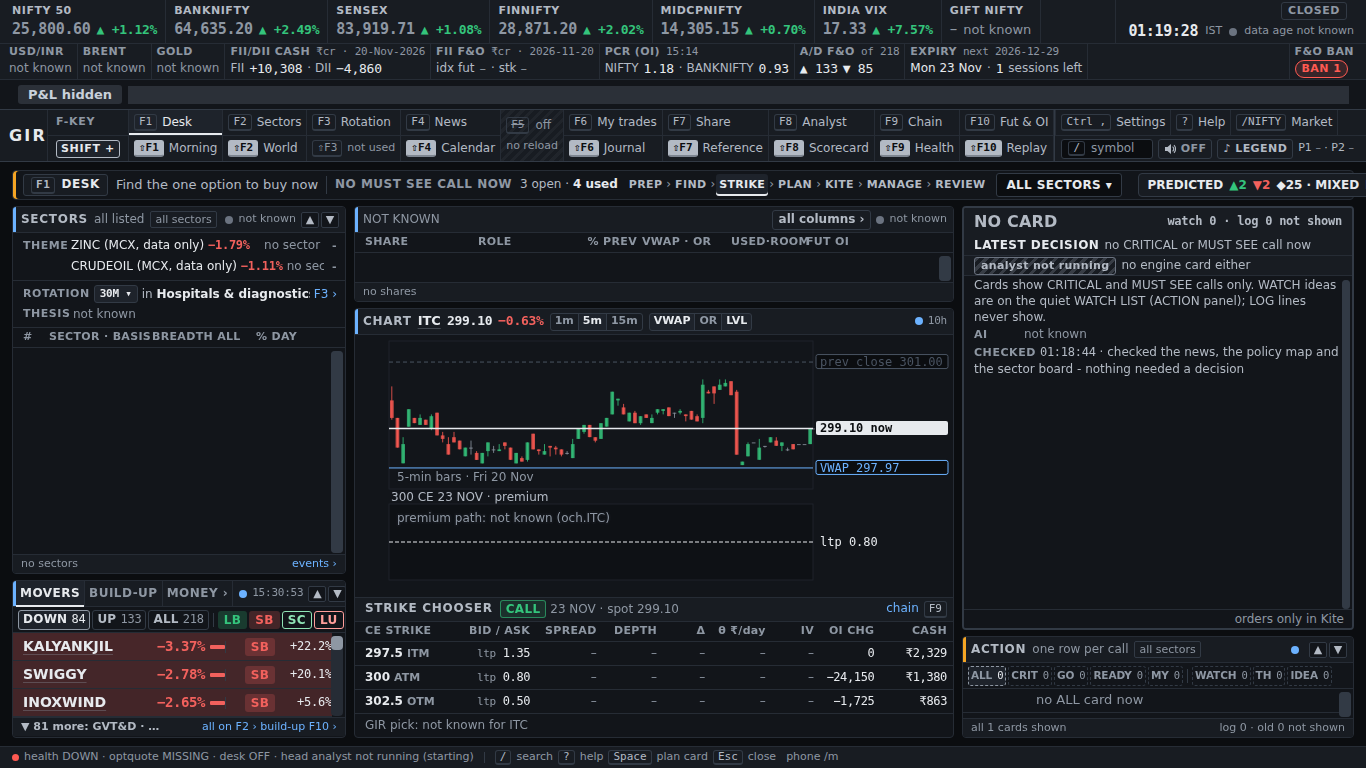 NIFTY 50 BANKNIFTY SENSEX FINNIFTY MIDCPNIFTY INDIA VIX GIFT NIFTY CLOSED
25,800.60 ▲ +1.12% 64,635.20 ▲ +2.49% 83,919.71 ▲ +1.08% 28,871.20 ▲ +2.02% 14,305.15 ▲ +0.70% 17.33 ▲ +7.57% – not known 01:19:28 IST ● data age not known
USD/INR BRENT GOLD FII/DII CASH ₹cr · 20-Nov-2026 FII F&O ₹cr · 2026-11-20 PCR (OI) 15:14 A/D F&O of 218 EXPIRY next 2026-12-29 F&O BAN
not known not known not known FII +10,308 · DII −4,860 idx fut – · stk – NIFTY 1.18 · BANKNIFTY 0.93 ▲ 133 ▼ 85 Mon 23 Nov · 1 sessions left BAN 1
P&L hidden
GIR F-KEY F1 Desk F2 Sectors F3 Rotation F4 News F5 off F6 My trades F7 Share F8 Analyst F9 Chain F10 Fut & OI Ctrl , Settings ? Help /NIFTY Market
SHIFT + ⇧F1 Morning ⇧F2 World ⇧F3 not used ⇧F4 Calendar no reload ⇧F6 Journal ⇧F7 Reference ⇧F8 Scorecard ⇧F9 Health ⇧F10 Replay / symbol OFF ♪ LEGEND P1 – · P2 –
F1 DESK Find the one option to buy now NO MUST SEE CALL NOW 3 open · 4 used PREP › FIND › STRIKE › PLAN › KITE › MANAGE › REVIEW ALL SECTORS ▾ PREDICTED ▲2 ▼2 ◆25 · MIXED
SECTORS all listed all sectors ● not known ▲ ▼
THEME ZINC (MCX, data only) −1.79% no sector -
CRUDEOIL (MCX, data only) −1.11% no sec -
ROTATION 30M ▾ in Hospitals & diagnostic F3 ›
THESIS not known
# SECTOR · BASIS BREADTH ALL % DAY
no sectors events ›
MOVERS BUILD-UP MONEY › ● 15:30:53 ▲ ▼
DOWN 84 UP 133 ALL 218 LB SB SC LU
KALYANKJIL −3.37% SB +22.2%
SWIGGY −2.78% SB +20.1%
INOXWIND −2.65% SB +5.6%
▼ 81 more: GVT&D · … all on F2 › build-up F10 ›
NOT KNOWN all columns › ● not known
SHARE ROLE % PREV VWAP · OR USED·ROOM FUT OI
no shares
CHART ITC 299.10 −0.63% 1m 5m 15m VWAP OR LVL ● 10h
prev close 301.00
299.10 now
VWAP 297.97
5-min bars · Fri 20 Nov
300 CE 23 NOV · premium
premium path: not known (och.ITC)
ltp 0.80
STRIKE CHOOSER CALL 23 NOV · spot 299.10 chain F9
CE STRIKE BID / ASK SPREAD DEPTH Δ θ ₹/day IV OI CHG CASH
297.5 ITM ltp 1.35 – – – – – 0 ₹2,329
300 ATM ltp 0.80 – – – – – −24,150 ₹1,380
302.5 OTM ltp 0.50 – – – – – −1,725 ₹863
GIR pick: not known for ITC
NO CARD watch 0 · log 0 not shown
LATEST DECISION no CRITICAL or MUST SEE call now
analyst not running no engine card either
Cards show CRITICAL and MUST SEE calls only. WATCH ideas
are on the quiet WATCH LIST (ACTION panel); LOG lines
never show.
AI not known
CHECKED 01:18:44 · checked the news, the policy map and
the sector board - nothing needed a decision
orders only in Kite
ACTION one row per call all sectors ● ▲ ▼
ALL 0 CRIT 0 GO 0 READY 0 MY 0 WATCH 0 TH 0 IDEA 0
no ALL card now
all 1 cards shown log 0 · old 0 not shown
● health DOWN · optquote MISSING · desk OFF · head analyst not running (starting) / search ? help Space plan card Esc close phone /m